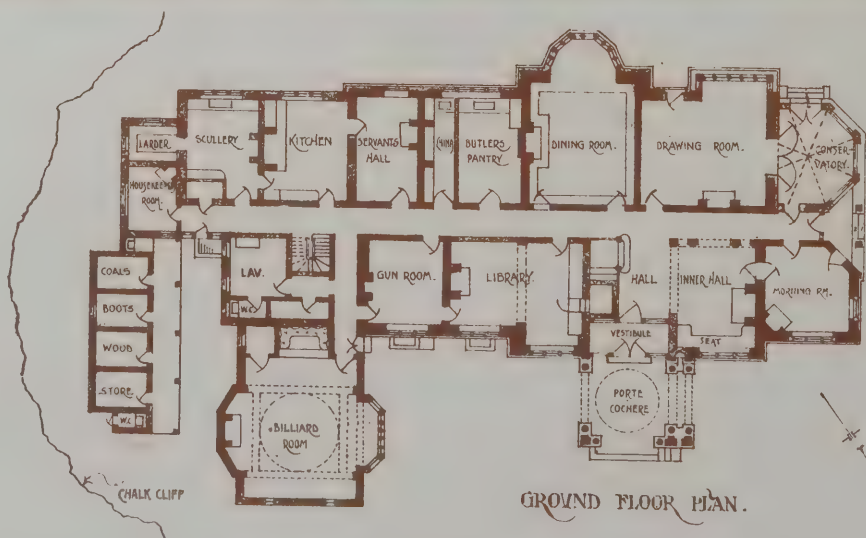 LARDER
SCULLERY
KITCHEN
SERVANTS
HALL
CHINA
BUTLERS
PANTRY
DINING ROOM.
DRAWING ROOM.
CONSER
VATORY.
HOUSEKEEPERS
ROOM.
COALS
BOOTS
WOOD
STORE
W.C.
LAV.
W.C.
GUN ROOM.
LIBRARY
HALL
INNER HALL
MORNING RM.
VESTIBULE
SEAT
PORTE
COCHERE
BILLIARD
ROOM
CHALK CLIFF
GROUND FLOOR PLAN.